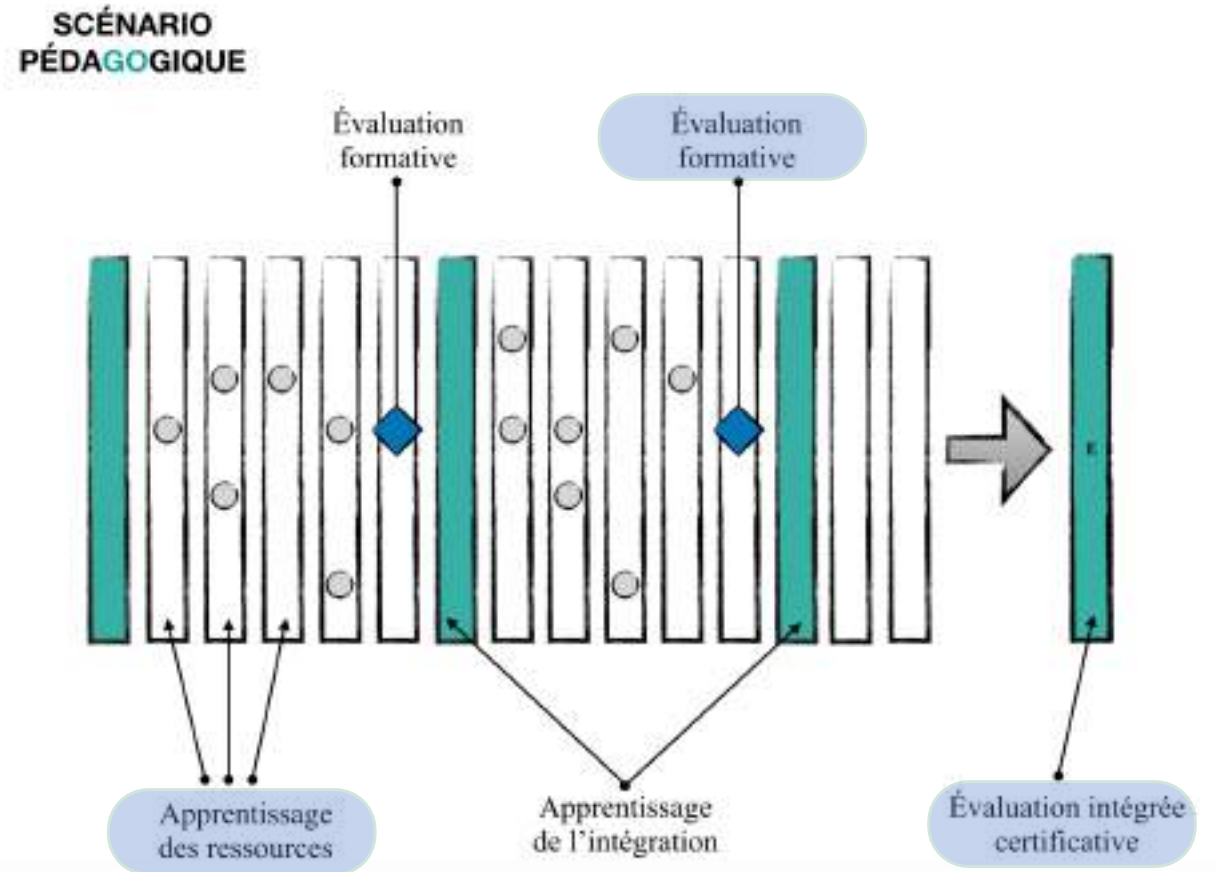 SCÉNARIO
PÉDAGOGIQUE
Évaluation
formative
Évaluation
formative
E
Apprentissage
des ressources
Apprentissage
de l'intégration
Évaluation intégrée
certificative